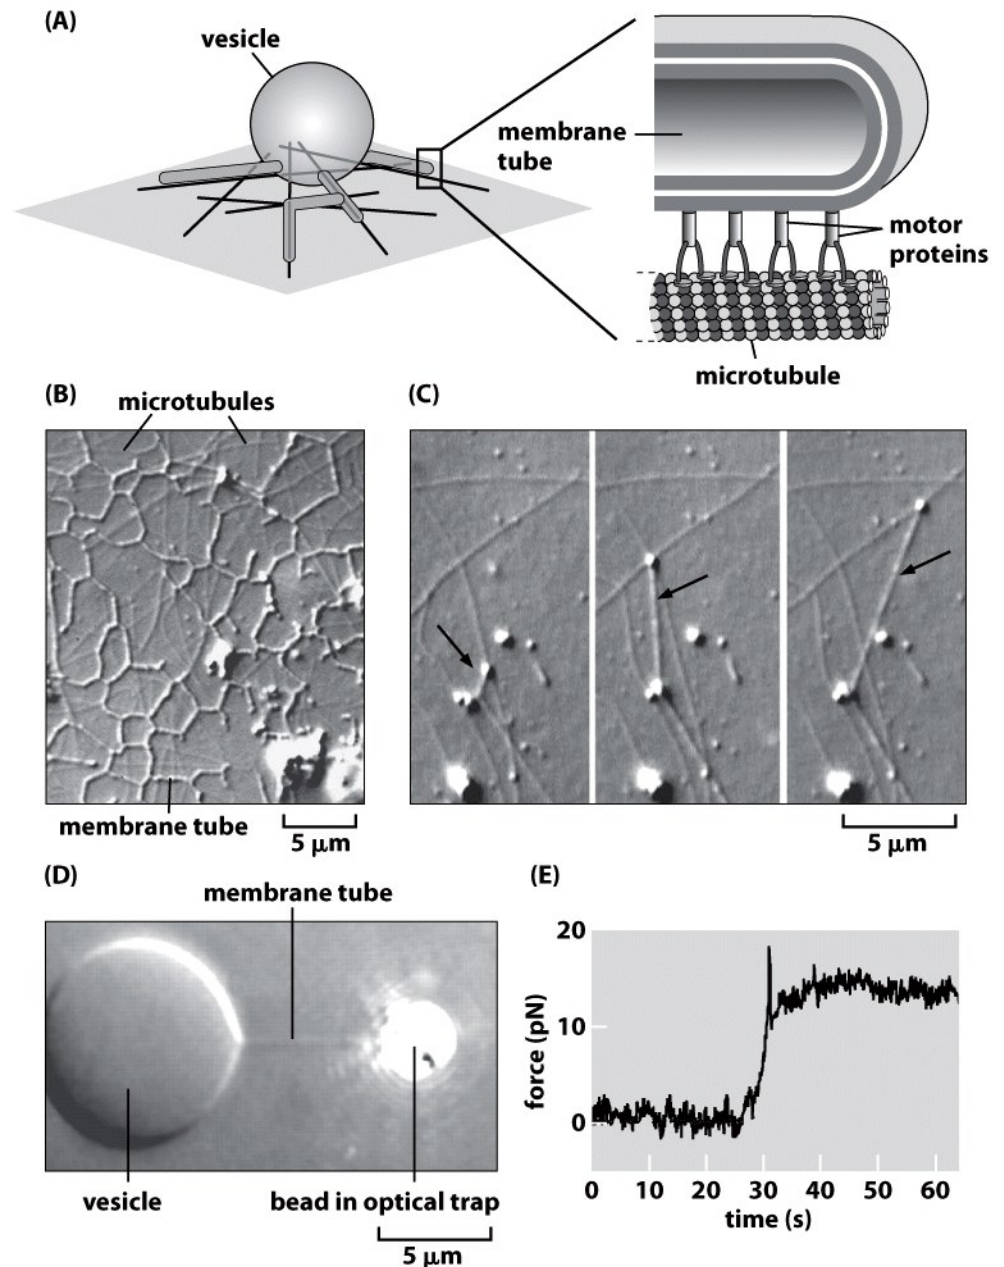 (A)
vesicle
membrane
tube
motor
proteins
microtubule
(B)
microtubules
membrane tube
5 μm
(C)
5 μm
(D)
membrane tube
vesicle
bead in optical trap
5 μm
(E)
force (pN)
20
10
0
0 10 20 30 40 50 60
time (s)